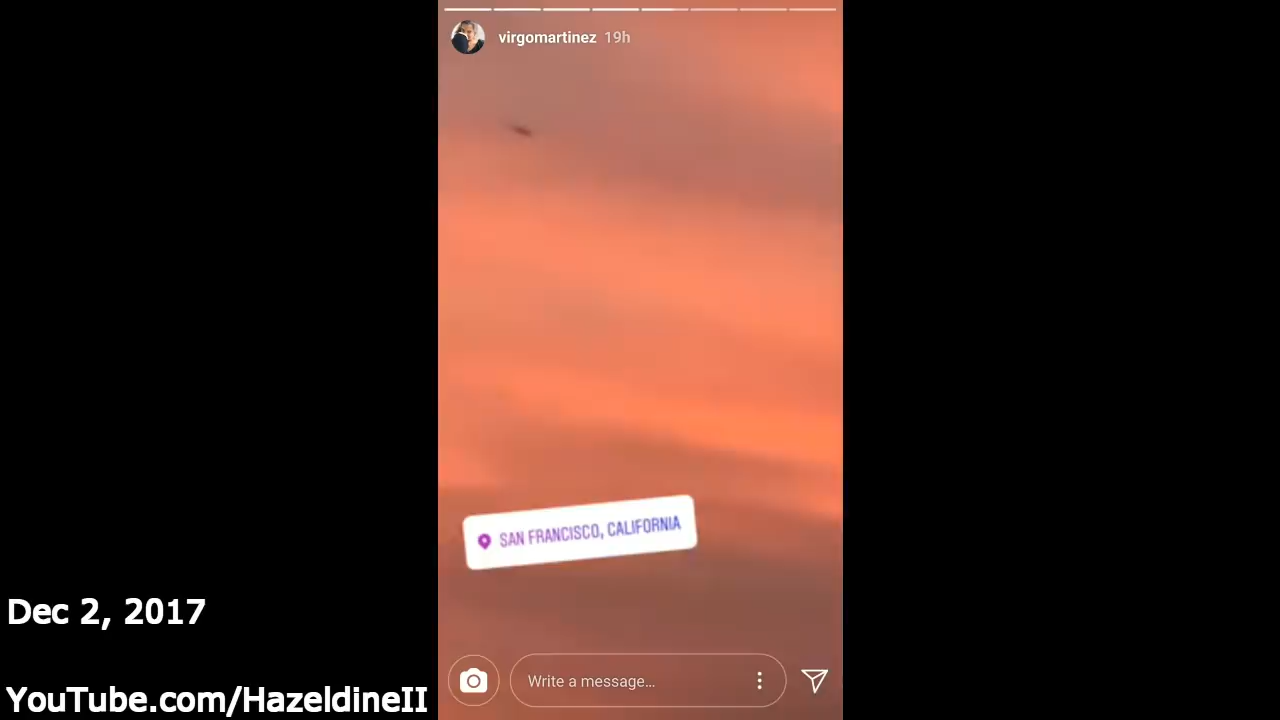 virgomartinez 19h
SAN FRANCISCO, CALIFORNIA
Dec 2, 2017
Write a message...
YouTube.com/HazeldineII